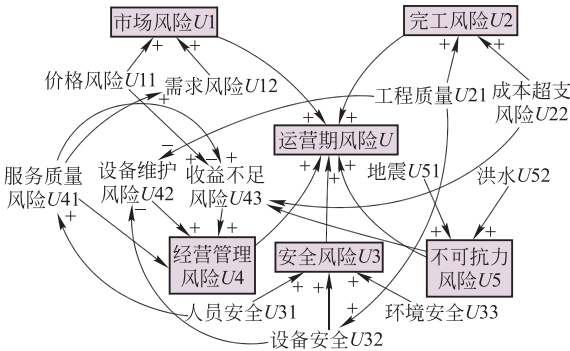 市场风险U1
完工风险U2
价格风险U11
需求风险U12
工程质量U21
成本超支
风险U22
运营期风险U
服务质量
风险U41
设备维护
风险U42
收益不足
风险U43
地震U51
洪水U52
经营管理
风险U4
安全风险U3
不可抗力
风险U5
人员安全U31
设备安全U32
环境安全U33